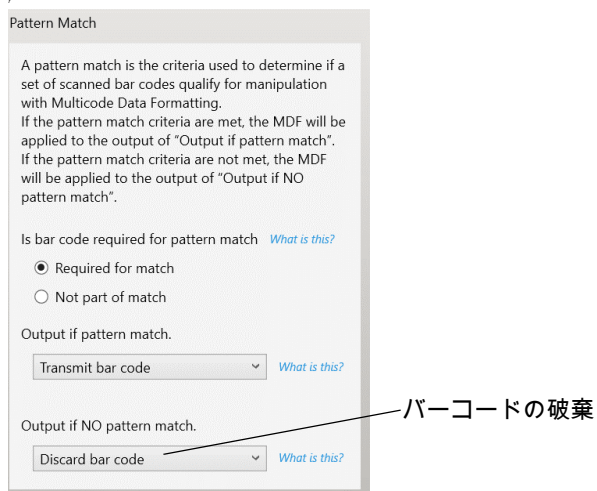 Pattern Match
A pattern match is the criteria used to determine if a
set of scanned bar codes qualify for manipulation
with Multicode Data Formatting.
If the pattern match criteria are met, the MDF will be
applied to the output of “Output if pattern match”.
If the pattern match criteria are not met, the MDF
will be applied to the output of “Output if NO
pattern match”.
Is bar code required for pattern match What is this?
Required for match
Not part of match
Output if pattern match.
Transmit bar code What is this?
バーコードの破棄
Output if NO pattern match.
Discard bar code What is this?